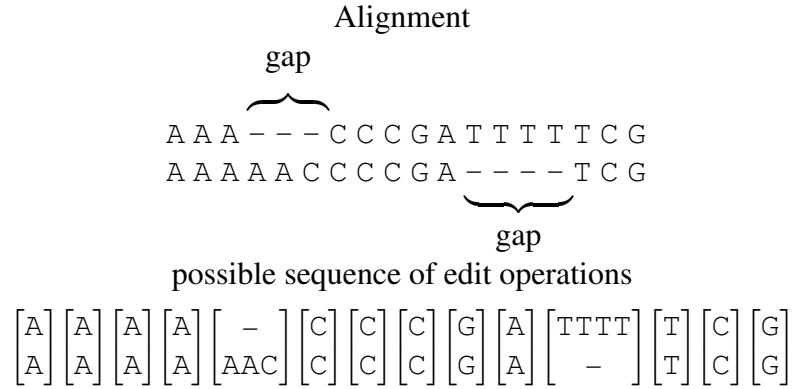 Alignment
gap
A A A - - - C C C G A T T T T T C G
A A A A A C C C C G A - - - - T C G
gap
possible sequence of edit operations
[A] [A] [A] [A] [–] [C] [C] [C] [G] [A] [TTTT] [T] [C] [G]
[A] [A] [A] [A] [AAC] [C] [C] [C] [G] [A] [–] [T] [C] [G]